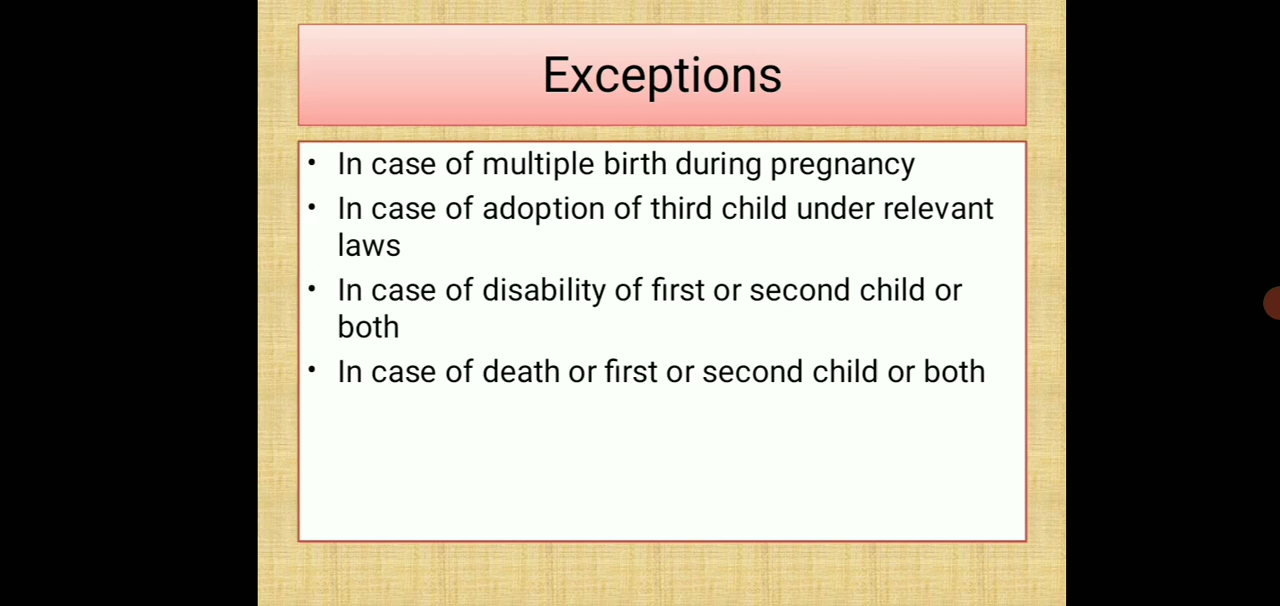 Exceptions
• In case of multiple birth during pregnancy
• In case of adoption of third child under relevant
laws
• In case of disability of first or second child or
both
• In case of death or first or second child or both